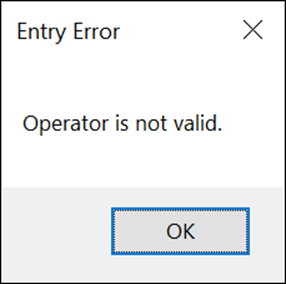 Entry Error
Operator is not valid.
OK